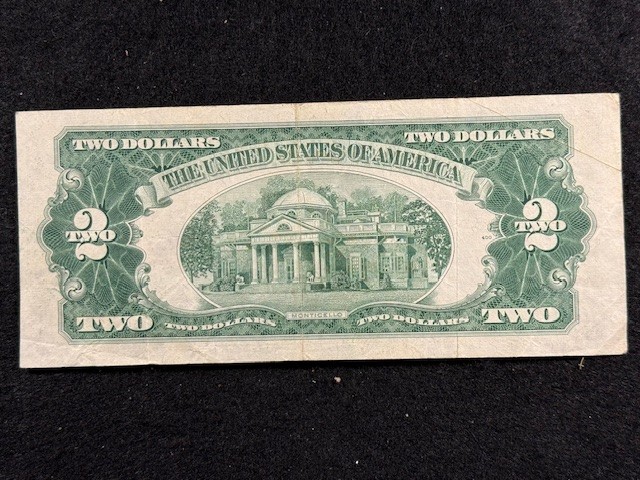 TWO DOLLARS TWO DOLLARS
THE UNITED STATES OF AMERICA
2 2
TWO TWO
MONTICELLO
TWO TWO DOLLARS TWO DOLLARS TWO